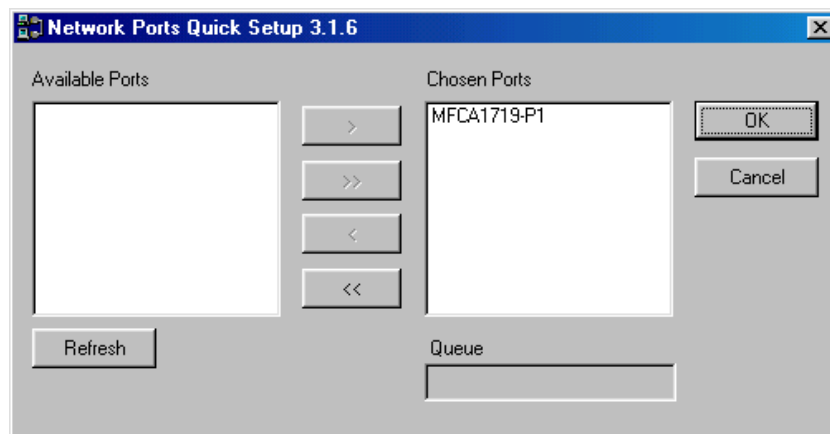 Network Ports Quick Setup 3.1.6
Available Ports
Chosen Ports
MFCA1719-P1
>
>>
<
<<
OK
Cancel
Refresh
Queue